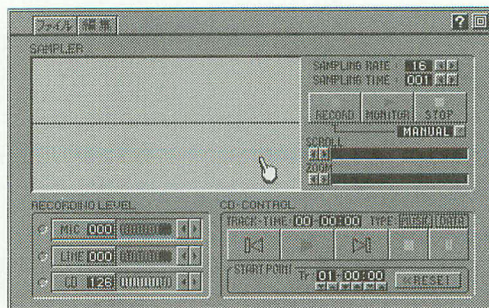 ファイル 編集 ?
SAMPLER
SAMPLING RATE : 16
SAMPLING TIME : 001
RECORD MONITOR STOP
MANUAL
SCROLL
ZOOM
RECORDING LEVEL
MIC 000
LINE 000
CD 126
CD-CONTROL
TRACK-TIME 00-00:00 TYPE MUSIC DATA
START POINT Tr 01-00:00 RESET